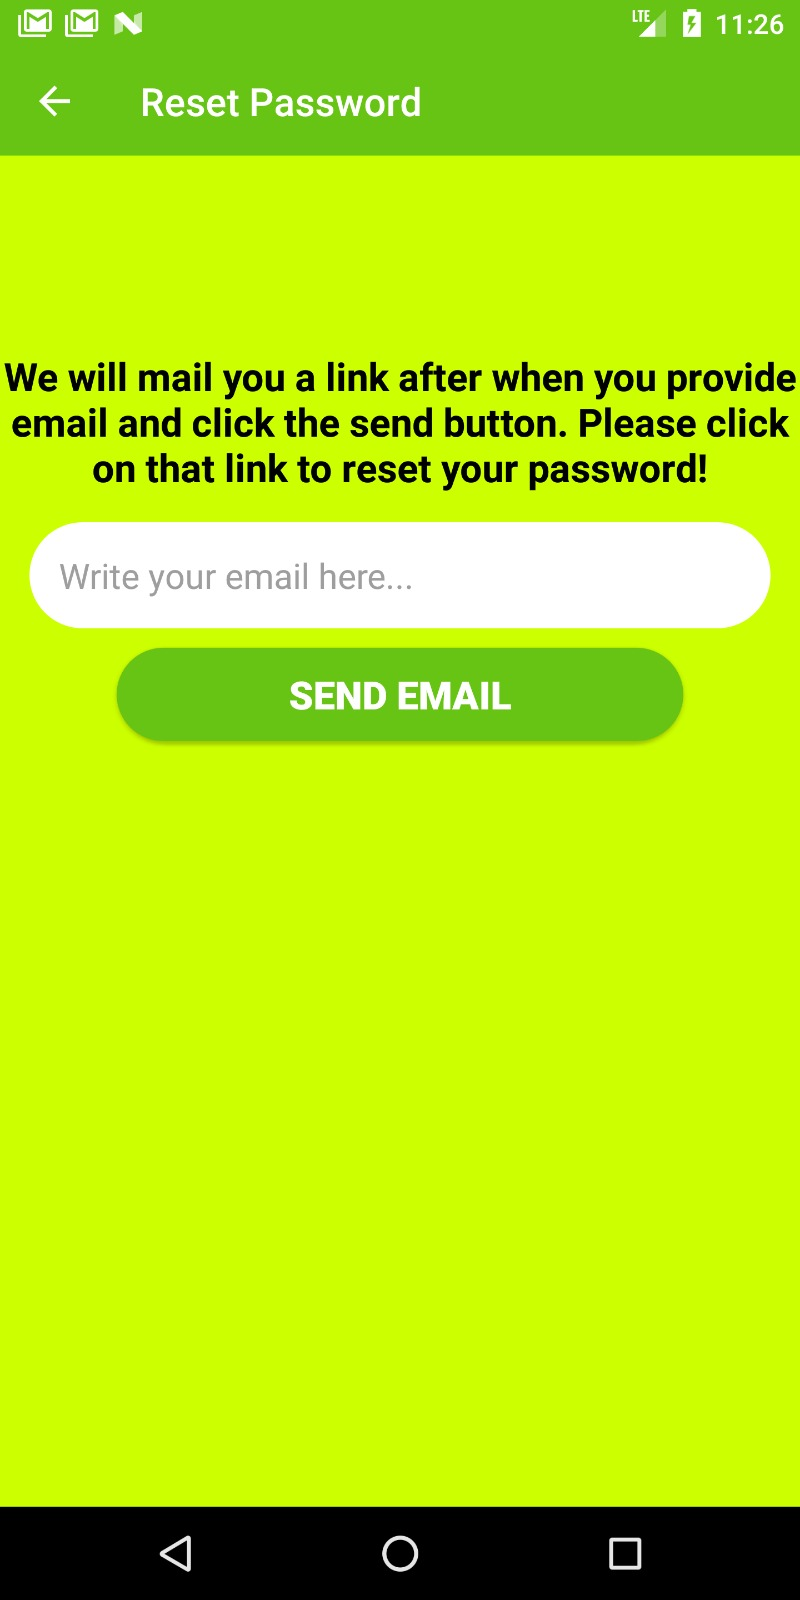 LTE 11:26
Reset Password
We will mail you a link after when you provide
email and click the send button. Please click
on that link to reset your password!
Write your email here...
SEND EMAIL